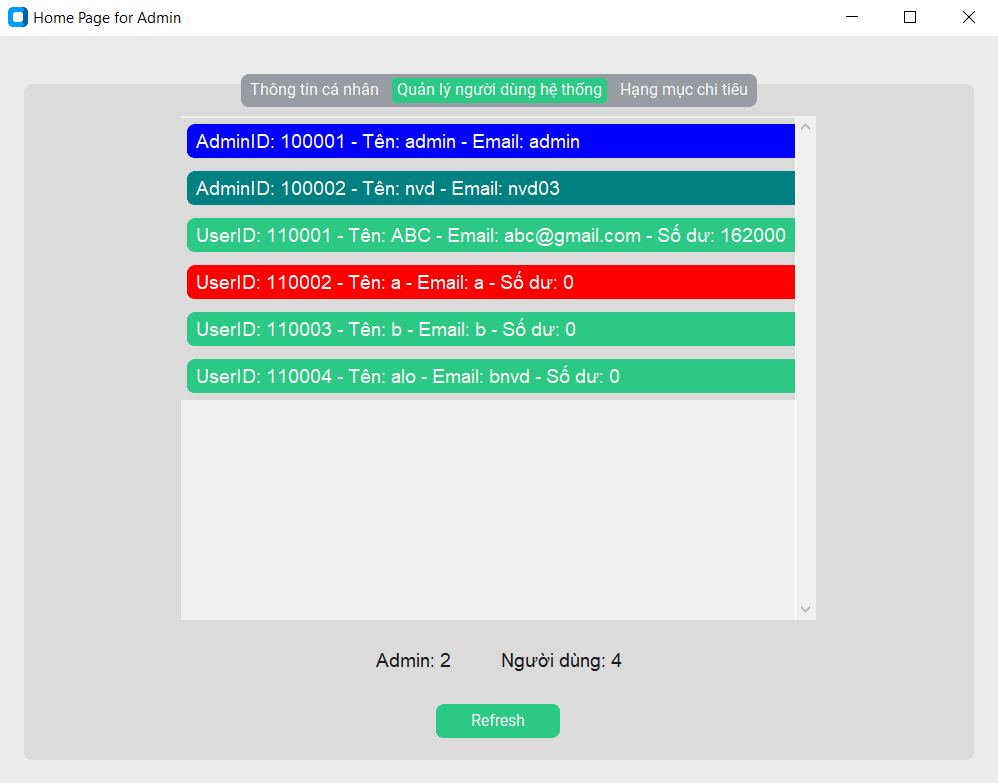 Home Page for Admin
Thông tin cá nhân Quản lý người dùng hệ thống Hạng mục chi tiêu
AdminID: 100001 - Tên: admin - Email: admin
AdminID: 100002 - Tên: nvd - Email: nvd03
UserID: 110001 - Tên: ABC - Email: abc@gmail.com - Số dư: 162000
UserID: 110002 - Tên: a - Email: a - Số dư: 0
UserID: 110003 - Tên: b - Email: b - Số dư: 0
UserID: 110004 - Tên: alo - Email: bnvd - Số dư: 0
Admin: 2 Người dùng: 4
Refresh